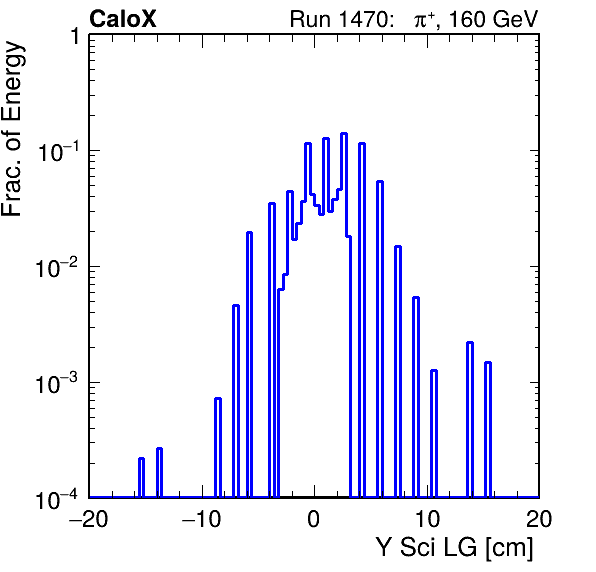 CaloX Run 1470: π⁺, 160 GeV
Frac. of Energy
1
10⁻¹
10⁻²
10⁻³
10⁻⁴
−20 −10 0 10 20
Y Sci LG [cm]